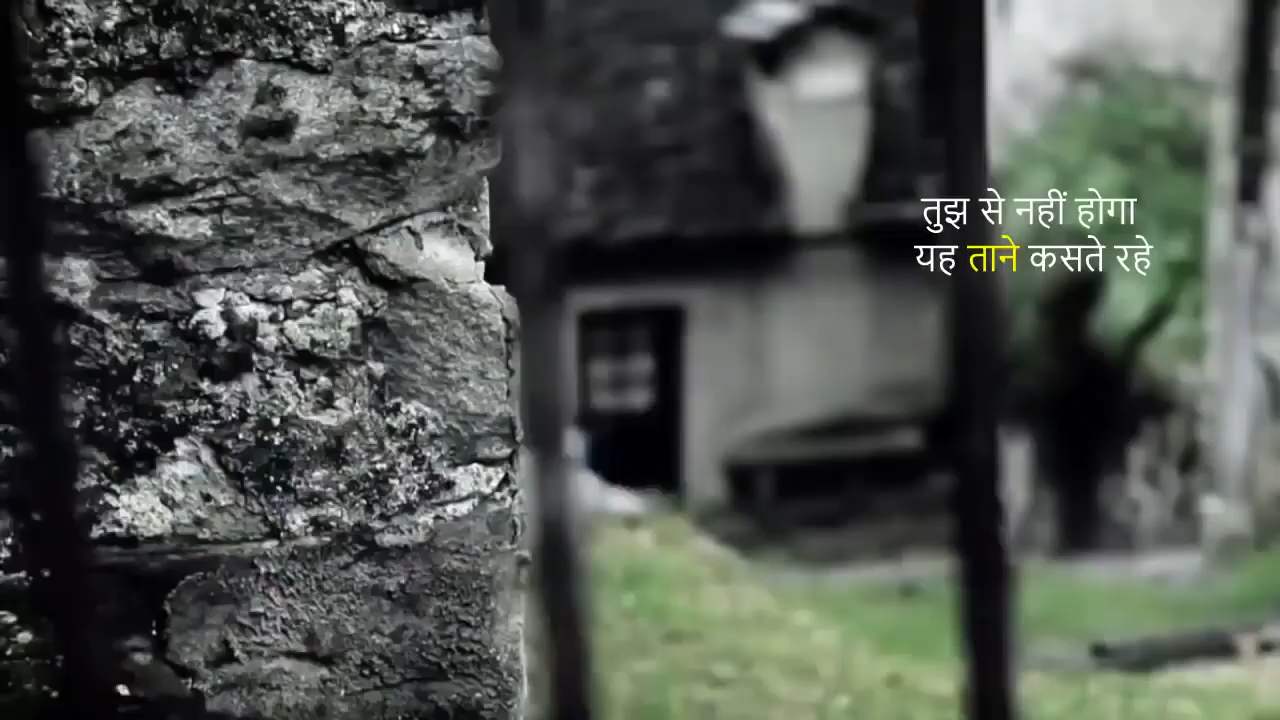 तुझ से नहीं होगा
यह ताने कसते रहे